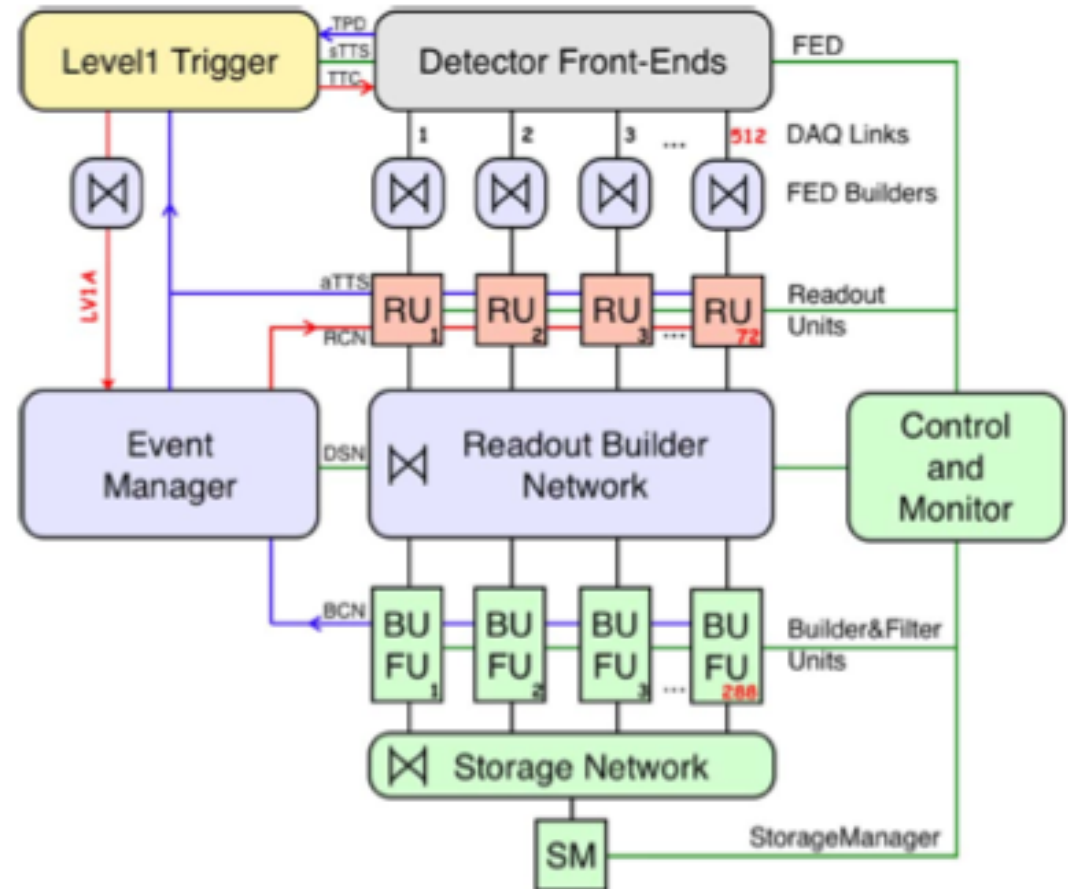 TPD
Level1 Trigger
sTTS
Detector Front-Ends
FED
TTC
1
2
3
...
512
DAQ Links
FED Builders
LV1A
aTTS
RU
1
RU
2
RU
3
...
RU
72
Readout
Units
RCN
Event
Manager
DSN
Readout Builder
Network
Control
and
Monitor
BCN
BU
FU
1
BU
FU
2
BU
FU
3
...
BU
FU
288
Builder&Filter
Units
Storage Network
SM
StorageManager